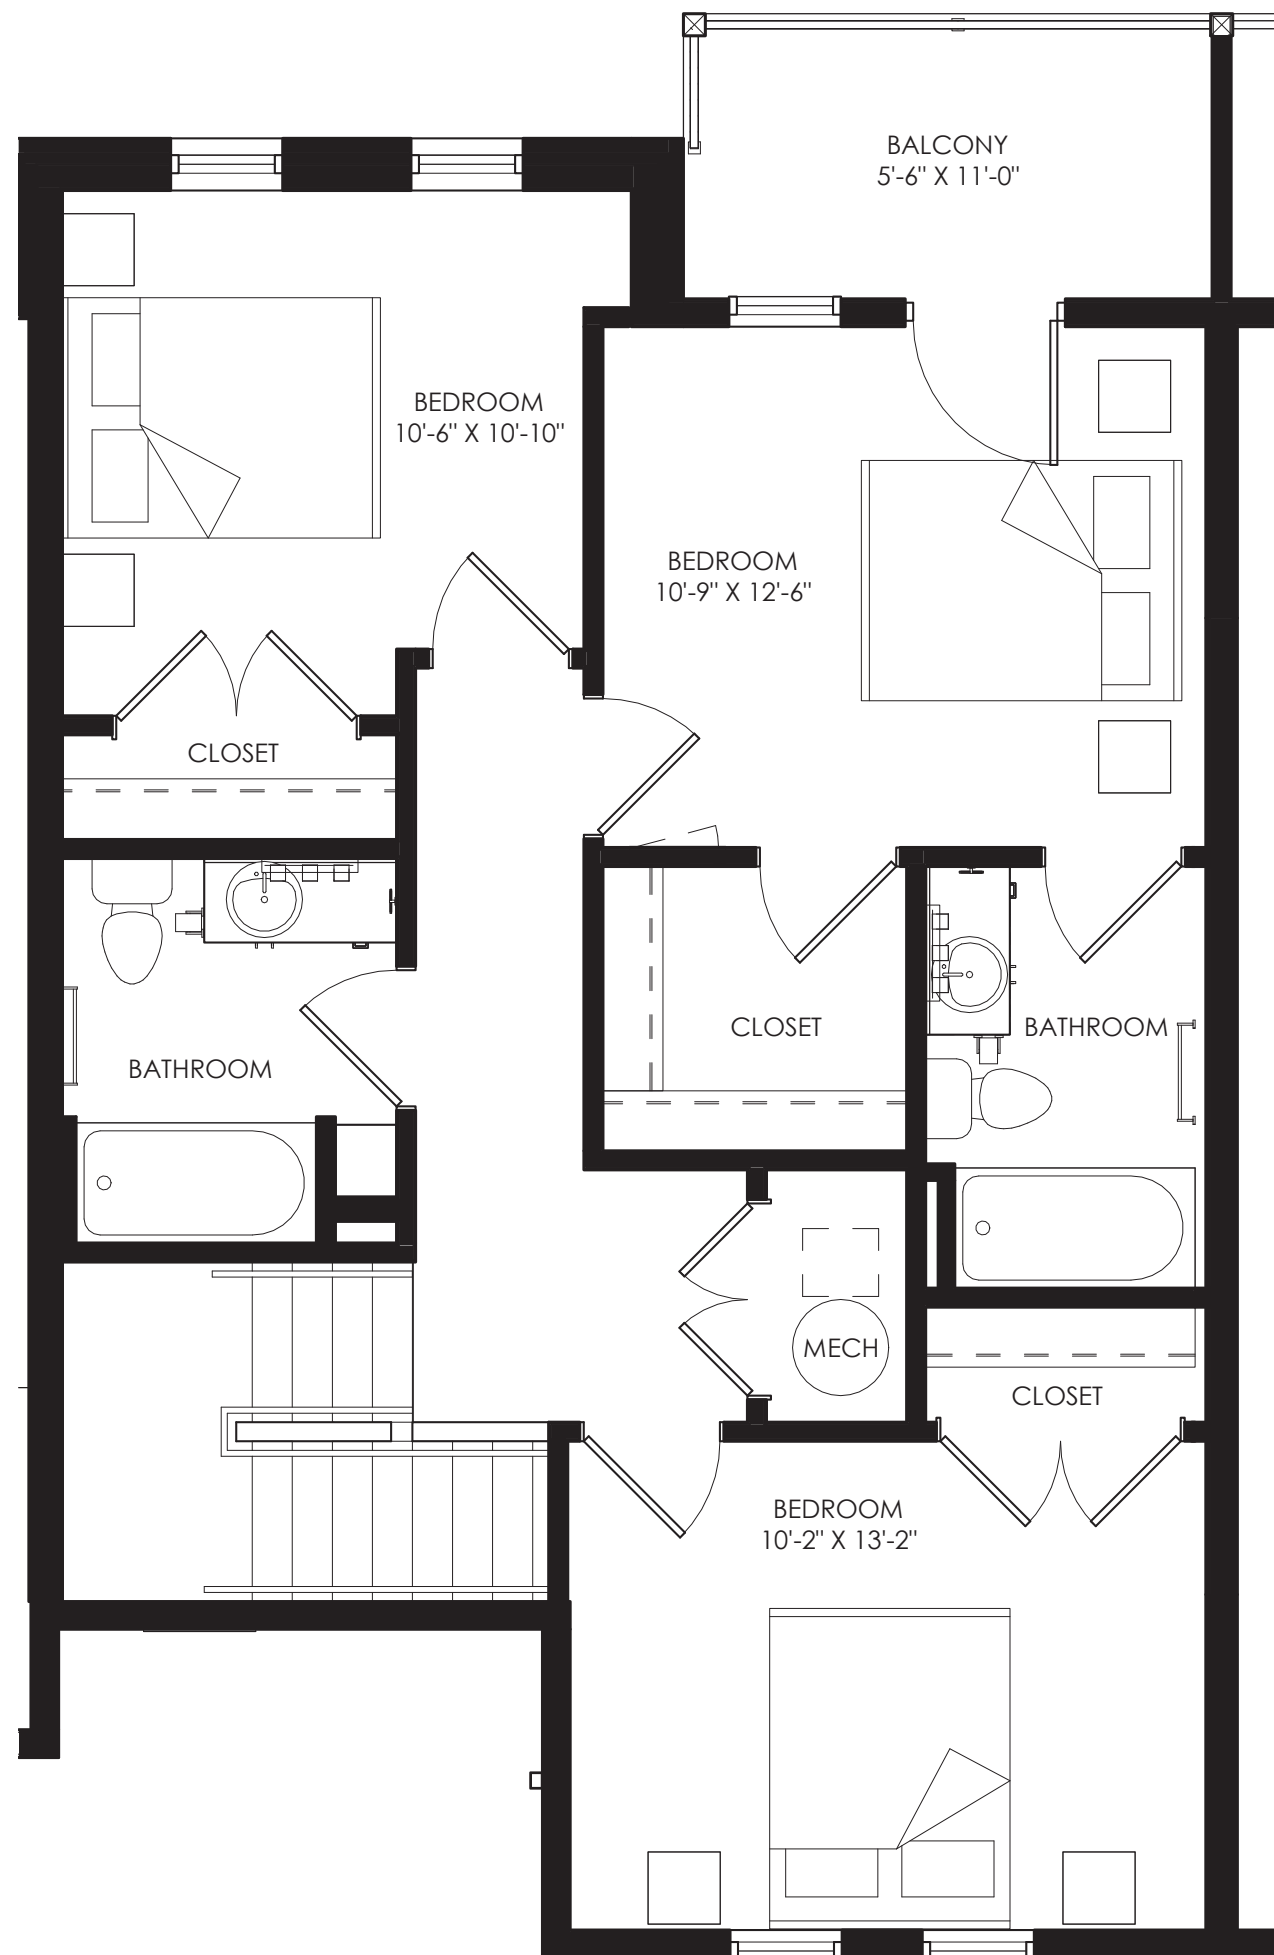 BALCONY
5'-6" X 11'-0"
BEDROOM
10'-6" X 10'-10"
BEDROOM
10'-9" X 12'-6"
CLOSET
CLOSET
BATHROOM
BATHROOM
MECH
CLOSET
BEDROOM
10'-2" X 13'-2"